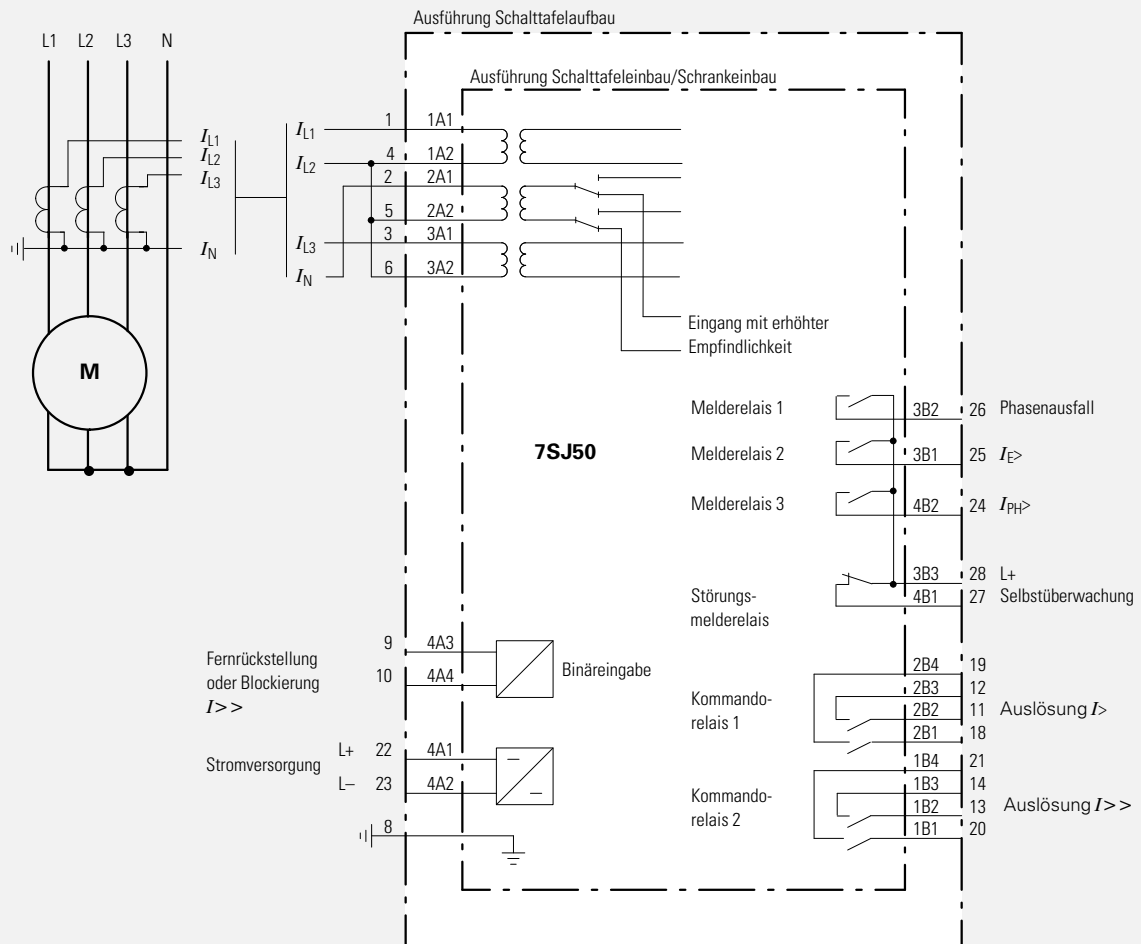 Ausführung Schalttafelaufbau
L1 L2 L3 N
Ausführung Schalttafeleinbau/Schrankeinbau
IL1
IL2
IL3
IN
IL1
IL2
IL3
IN
1 1A1
4 1A2
2 2A1
5 2A2
3 3A1
6 3A2
Eingang mit erhöhter
Empfindlichkeit
M
7SJ50
Melderelais 1
3B2 26 Phasenausfall
Melderelais 2
3B1 25 IE>
Melderelais 3
4B2 24 IPH>
3B3 28 L+
Störungs-
melderelais
4B1 27 Selbstüberwachung
Fernrückstellung
oder Blockierung
I>>
9 4A3
10 4A4
Binäreingabe
Kommando-
relais 1
2B4 19
2B3 12
2B2 11 Auslösung I>
2B1 18
Stromversorgung
L+ 22 4A1
L– 23 4A2
8
Kommando-
relais 2
1B4 21
1B3 14
1B2 13 Auslösung I>>
1B1 20